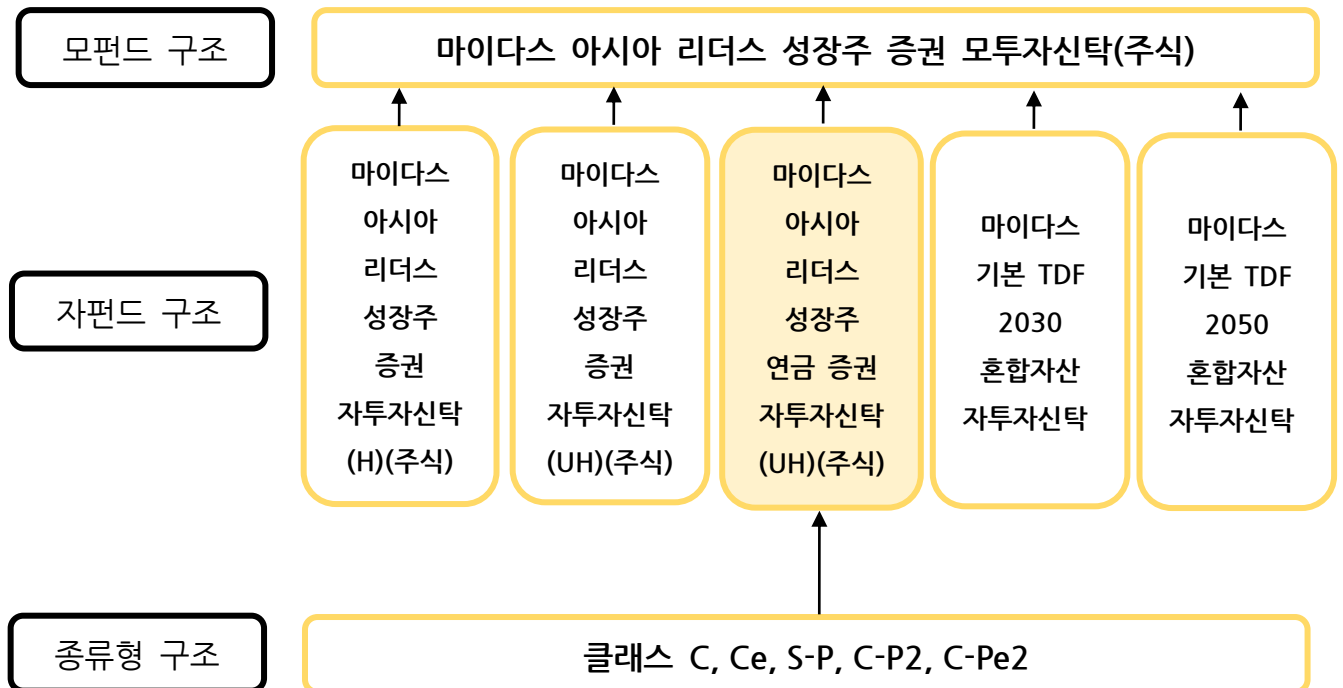 모펀드 구조
마이다스 아시아 리더스 성장주 증권 모투자신탁(주식)
자펀드 구조
마이다스
아시아
리더스
성장주
증권
자투자신탁
(H)(주식)
마이다스
아시아
리더스
성장주
증권
자투자신탁
(UH)(주식)
마이다스
아시아
리더스
성장주
연금 증권
자투자신탁
(UH)(주식)
마이다스
기본 TDF
2030
혼합자산
자투자신탁
마이다스
기본 TDF
2050
혼합자산
자투자신탁
종류형 구조
클래스 C, Ce, S-P, C-P2, C-Pe2